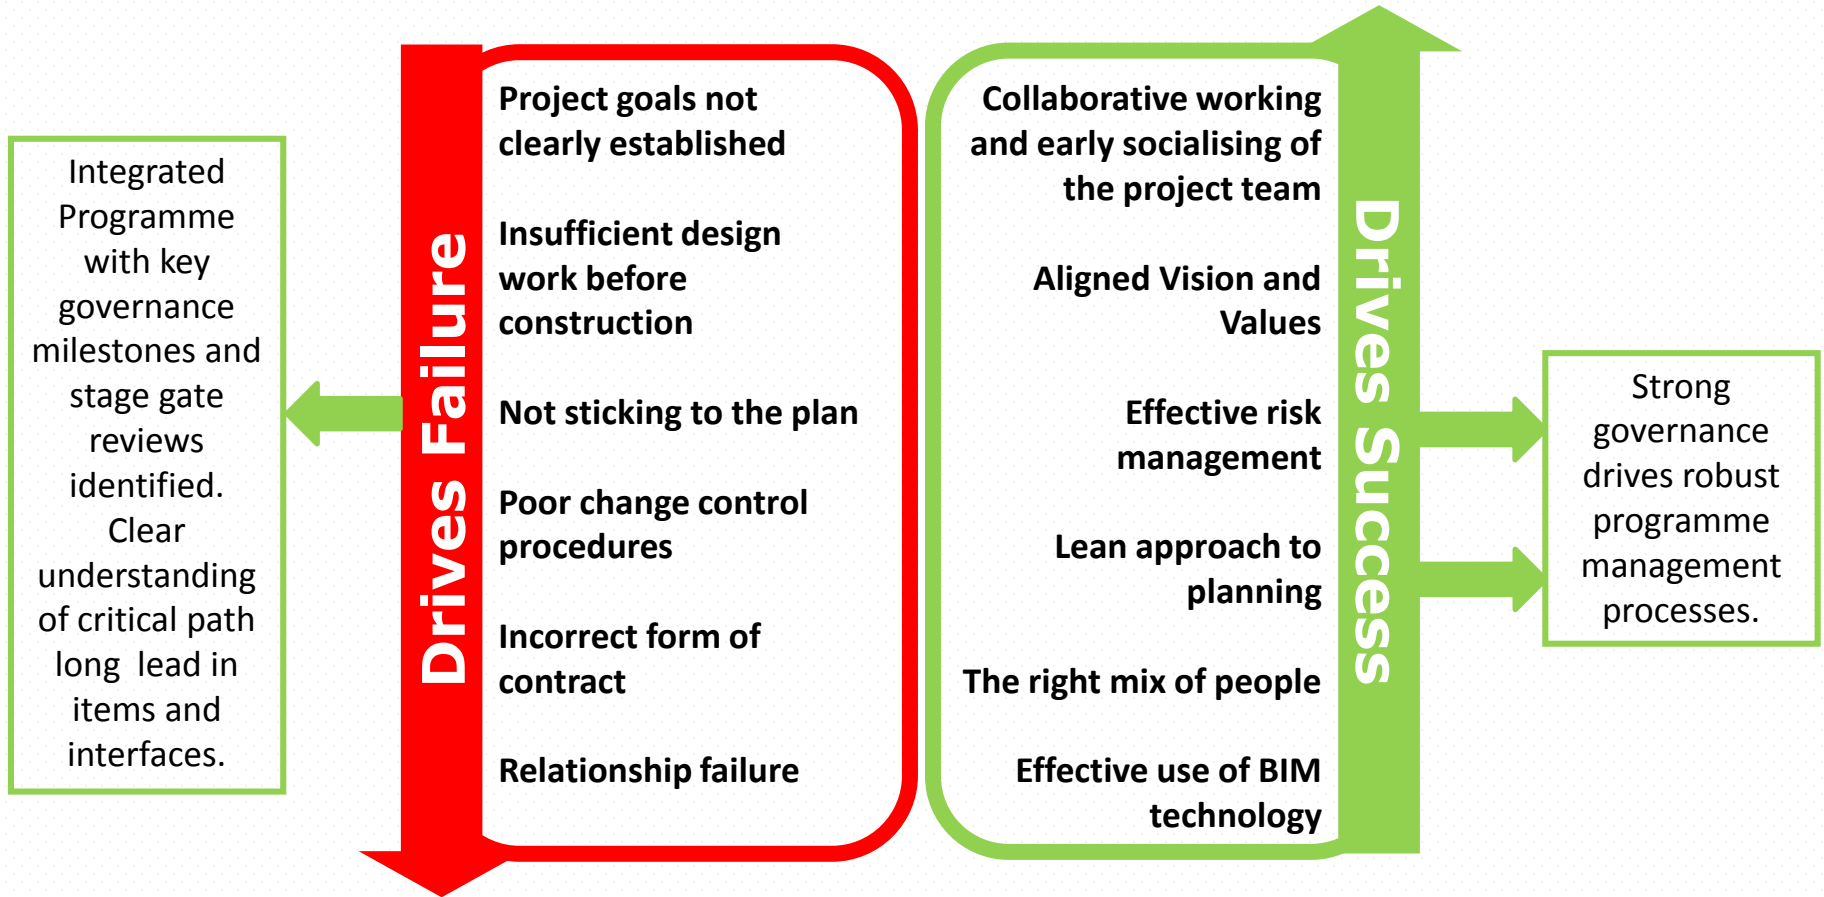 Integrated
Programme
with key
governance
milestones and
stage gate
reviews
identified.
Clear
understanding
of critical path
long lead in
items and
interfaces.
Drives Failure
Project goals not
clearly established
Insufficient design
work before
construction
Not sticking to the plan
Poor change control
procedures
Incorrect form of
contract
Relationship failure
Collaborative working
and early socialising of
the project team
Aligned Vision and
Values
Effective risk
management
Lean approach to
planning
The right mix of people
Effective use of BIM
technology
Drives Success
Strong
governance
drives robust
programme
management
processes.